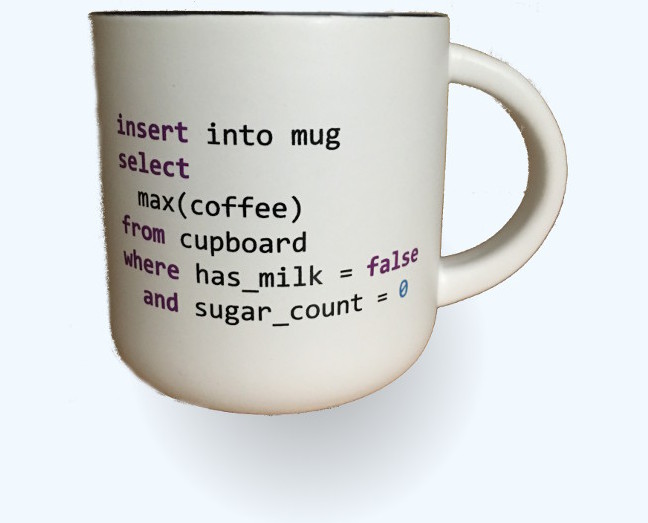 insert into mug
select
max(coffee)
from cupboard
where has_milk = false
and sugar_count = 0